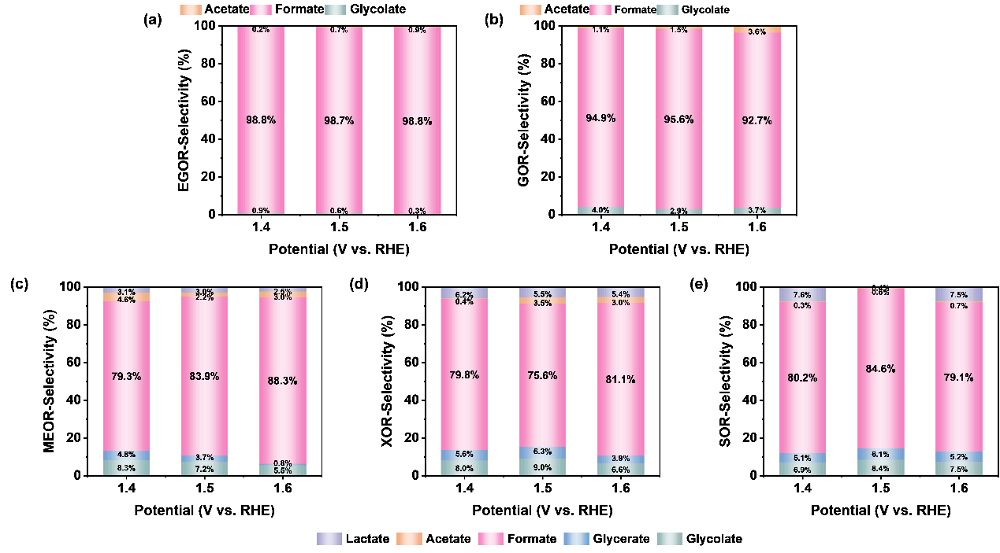 (a)
Acetate Formate Glycolate
EGOR-Selectivity (%)
100
80
60
40
20
0
0.2% 0.7% 0.9%
98.8% 98.7% 98.8%
0.9% 0.6% 0.3%
1.4 1.5 1.6
Potential (V vs. RHE)
(b)
Acetate Formate Glycolate
GOR-Selectivity (%)
100
80
60
40
20
0
1.1% 1.5% 3.6%
94.9% 95.6% 92.7%
4.0% 2.9% 3.7%
1.4 1.5 1.6
Potential (V vs. RHE)
(c)
MEOR-Selectivity (%)
100
80
60
40
20
0
3.1% 3.0% 2.5%
4.6% 2.2% 3.0%
79.3% 83.9% 88.3%
4.8% 3.7% 0.8%
8.3% 7.2% 5.5%
1.4 1.5 1.6
Potential (V vs. RHE)
(d)
XOR-Selectivity (%)
100
80
60
40
20
0
6.2% 5.5% 5.4%
0.4% 3.5% 3.0%
79.8% 75.6% 81.1%
5.6% 6.3% 3.9%
8.0% 9.0% 6.6%
1.4 1.5 1.6
Potential (V vs. RHE)
(e)
SOR-Selectivity (%)
100
80
60
40
20
0
7.6% 7.5%
0.3% 0.7%
80.2% 84.6% 79.1%
5.1% 6.1% 5.2%
6.9% 8.4% 7.5%
1.4 1.5 1.6
Potential (V vs. RHE)
Lactate Acetate Formate Glycerate Glycolate